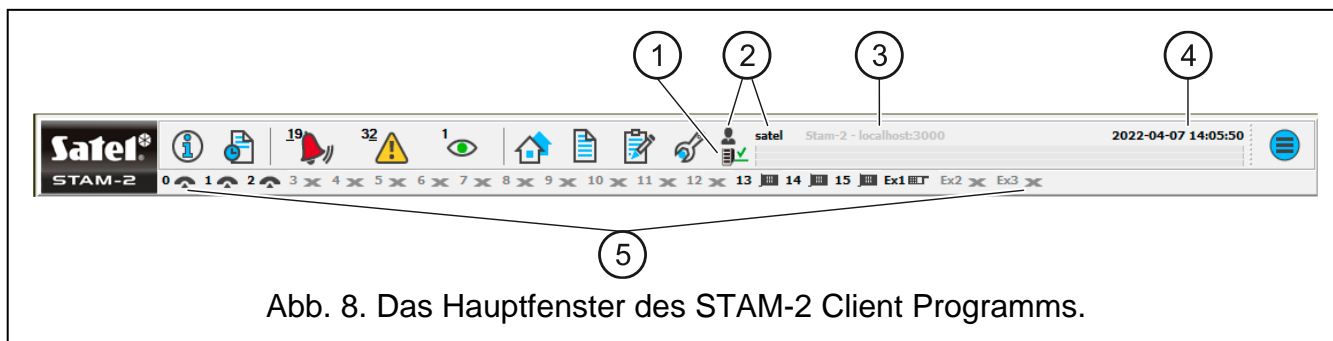 1 2 3 4
Satel®
19 32 1
satel Stam-2 - localhost:3000 2022-04-07 14:05:50
STAM-2
0 1 2 3 4 5 6 7 8 9 10 11 12 13 14 15 Ex1 Ex2 Ex3
5
Abb. 8. Das Hauptfenster des STAM-2 Client Programms.